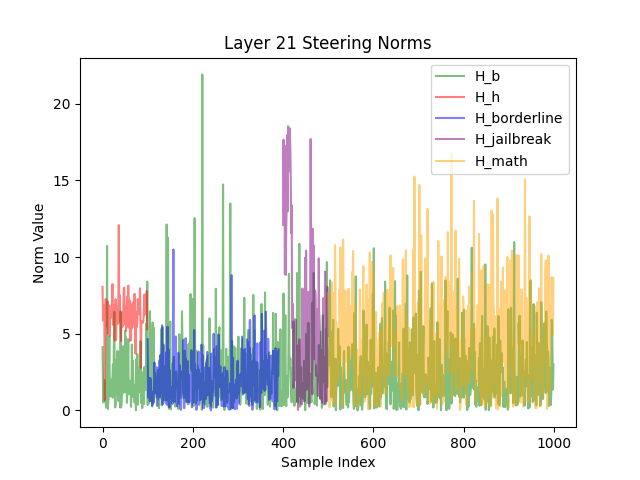 Layer 21 Steering Norms
H_b
H_h
H_borderline
H_jailbreak
H_math
Norm Value
20
15
10
5
0
0 200 400 600 800 1000
Sample Index